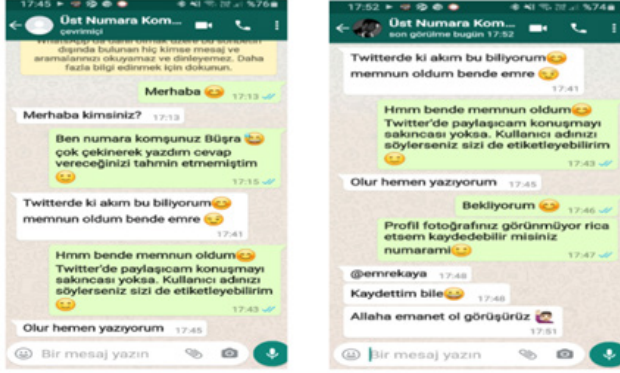 17:45
%76
Üst Numara Kom...
çevrimiçi
dışında bulunan hiç kimse mesaj ve
aramalarınızı okuyamaz ve dinleyemez. Daha
fazla bilgi edinmek için dokunun.
Merhaba 😊 17:13
Merhaba kimsiniz? 17:13
Ben numara komşunuz Büşra 😅
çok çekinerek yazdım cevap
vereceğinizi tahmin etmemiştim
😊 17:15
Twitterde ki akım bu biliyorum😊
memnun oldum bende emre 😉
17:41
Hmm bende memnun oldum😊
Twitter'de paylaşıcam konuşmayı
sakıncası yoksa. Kullanıcı adınızı
söylerseniz sizi de etiketleyebilirim
😊 17:43
Olur hemen yazıyorum 17:45
Bir mesaj yazın
17:52
%74
Üst Numara Kom...
son görülme bugün 17:52
Twitterde ki akım bu biliyorum😊
memnun oldum bende emre 😉
17:41
Hmm bende memnun oldum😊
Twitter'de paylaşıcam konuşmayı
sakıncası yoksa. Kullanıcı adınızı
söylerseniz sizi de etiketleyebilirim
😊 17:43
Olur hemen yazıyorum 17:45
Bekliyorum 😊 17:46
Profil fotoğrafınız görünmüyor rica
etsem kaydedebilir misiniz
numaramı😊 17:47
@emrekaya 17:48
Kaydettim bile😄 17:48
Allaha emanet ol görüşürüz 🙋
17:51
Bir mesaj yazın